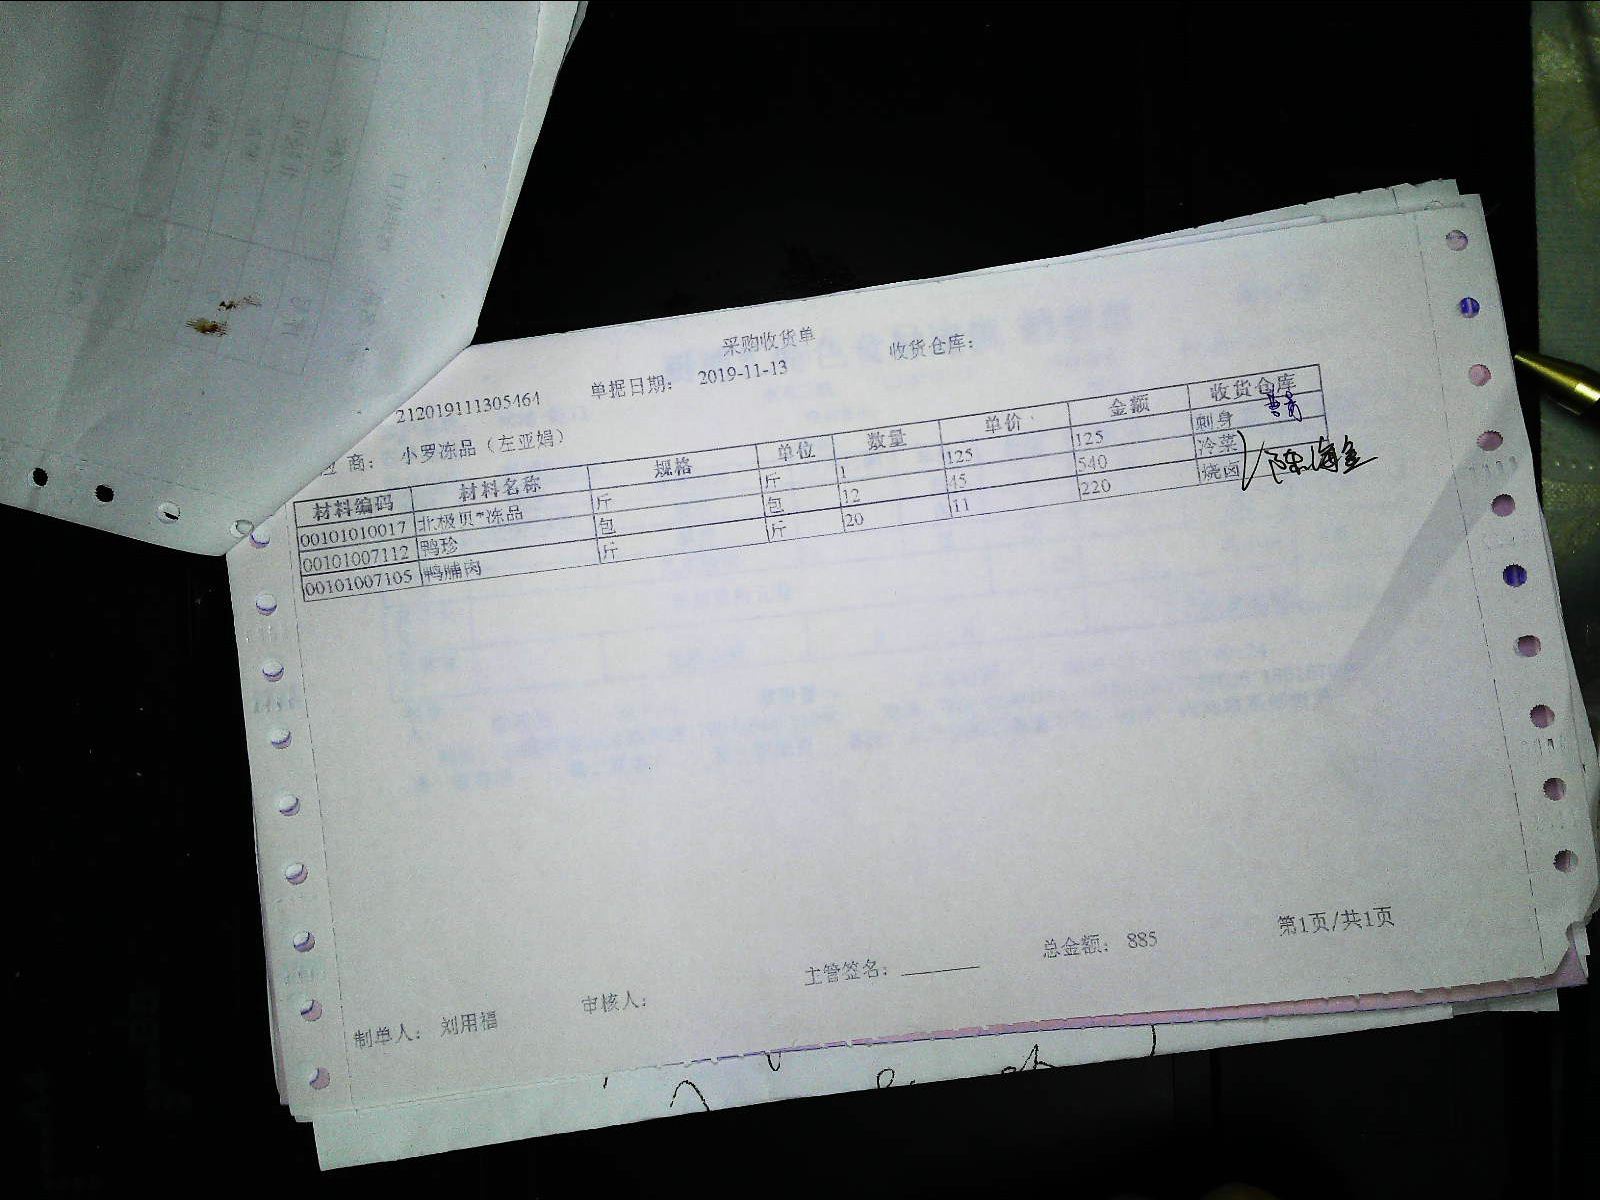 采购收货单
212019111305464 单据日期: 2019-11-13 收货仓库:
商: 小罗冻品（左亚娟）
材料编码 材料名称 规格 单位 数量 单价 金额 收货仓库
00101010017 北极贝*冻品 斤 斤 1 125 125 刺身
00101007112 鸭珍 包 包 12 45 540 冷菜
00101007105 鸭脯肉 斤 斤 20 11 220 烧卤
制单人: 刘用福 审核人: 主管签名: 总金额: 885 第1页/共1页